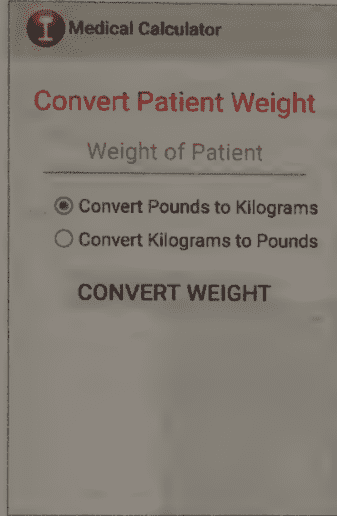 Medical Calculator
Convert Patient Weight
Weight of Patient
Convert Pounds to Kilograms
Convert Kilograms to Pounds
CONVERT WEIGHT